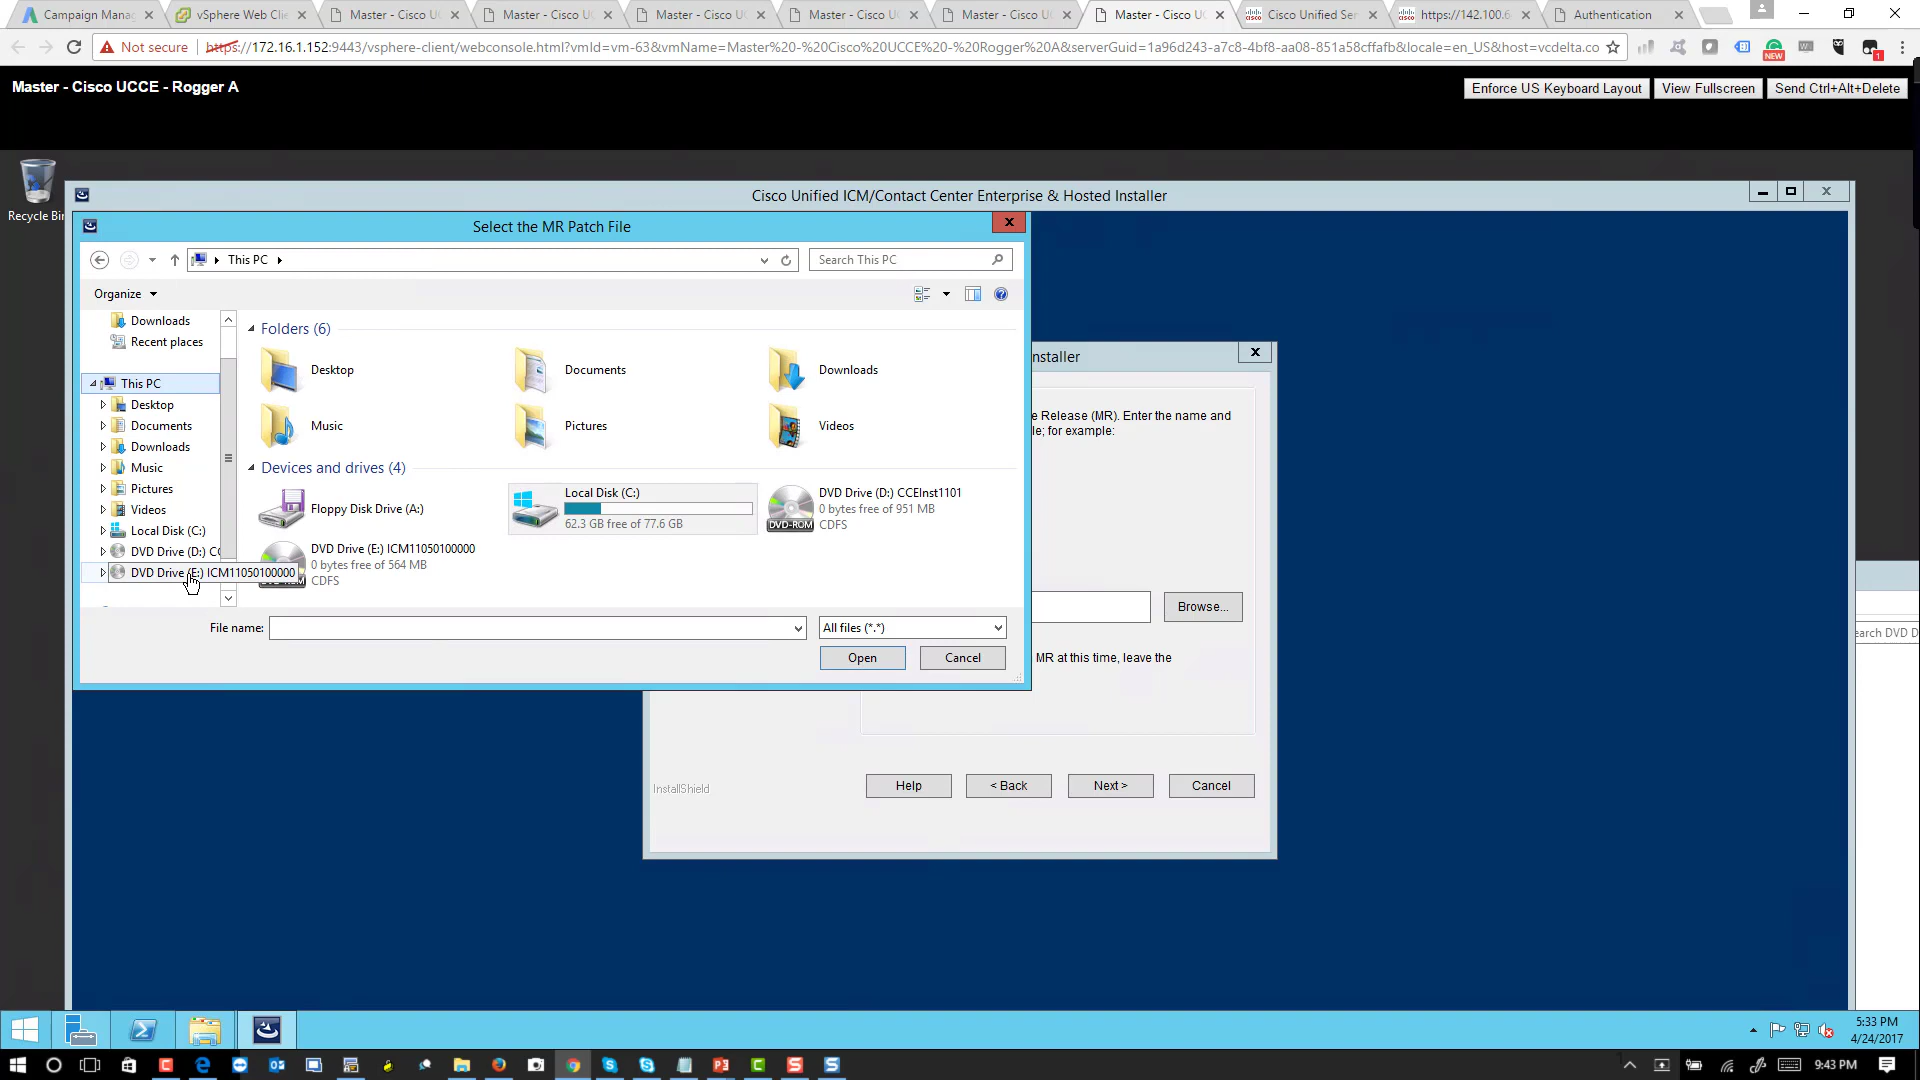 Campaign Manag
vSphere Web Clie
Master - Cisco UC
Master - Cisco U
Master - Cisco UC
Master - Cisco UC
Master - Cisco U
Master - Cisco UC
Cisco Unified Ser
https://142.100.6
Authentication
Not secure
https://172.16.1.152:9443/vsphere-client/webconsole.html?vmId=vm-63&vmName=Master%20-%20Cisco%20UCCE%20-%20Rogger%20A&serverGuid=1a96d243-a7c8-4bf8-aa08-851a58cffafb&locale=en_US&host=vcdelta.co
NEW
1
Master - Cisco UCCE - Rogger A
Enforce US Keyboard Layout
View Fullscreen
Send Ctrl+Alt+Delete
Recycle Bin
Cisco Unified ICM/Contact Center Enterprise & Hosted Installer
Select the MR Patch File
This PC
Search This PC
Organize
Downloads
Recent places
This PC
Desktop
Documents
Downloads
Music
Pictures
Videos
Local Disk (C:)
DVD Drive (D:) CC
DVD Drive (E:) ICM11050100000
Folders (6)
Desktop
Documents
Downloads
Music
Pictures
Videos
Devices and drives (4)
Floppy Disk Drive (A:)
Local Disk (C:)
62.3 GB free of 77.6 GB
DVD-ROM
DVD Drive (D:) CCEInst1101
0 bytes free of 951 MB
CDFS
DVD Drive (E:) ICM11050100000
0 bytes free of 564 MB
CDFS
File name:
All files (*.*)
Open
Cancel
nstaller
e Release (MR). Enter the name and
le; for example:
Browse...
MR at this time, leave the
InstallShield
Help
< Back
Next >
Cancel
earch DVD D
5:33 PM
4/24/2017
9:43 PM